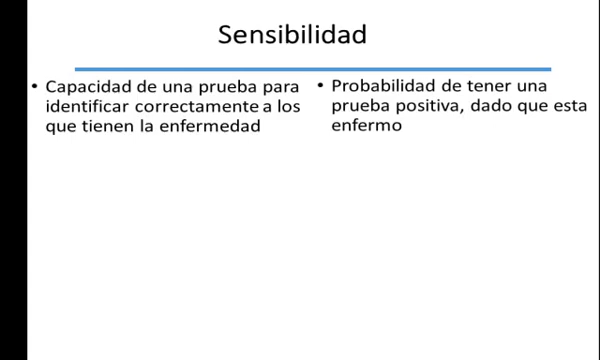 Sensibilidad
• Capacidad de una prueba para
identificar correctamente a los
que tienen la enfermedad
• Probabilidad de tener una
prueba positiva, dado que esta
enfermo